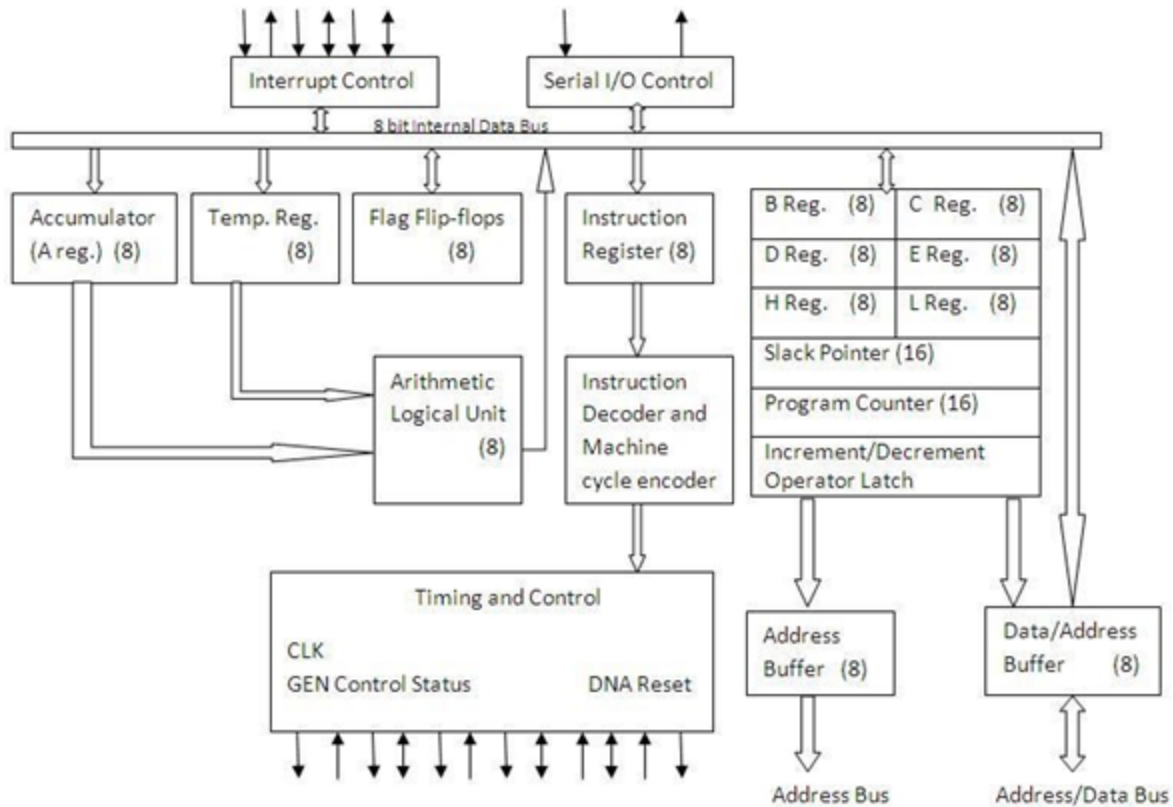 Interrupt Control
Serial I/O Control
8 bit Internal Data Bus
Accumulator
(A reg.) (8)
Temp. Reg.
(8)
Flag Flip-flops
(8)
Instruction
Register (8)
B Reg. (8)
C Reg. (8)
D Reg. (8)
E Reg. (8)
H Reg. (8)
L Reg. (8)
Slack Pointer (16)
Program Counter (16)
Increment/Decrement
Operator Latch
Arithmetic
Logical Unit
(8)
Instruction
Decoder and
Machine
cycle encoder
Timing and Control
CLK
GEN Control Status
DNA Reset
Address
Buffer (8)
Data/Address
Buffer (8)
Address Bus
Address/Data Bus